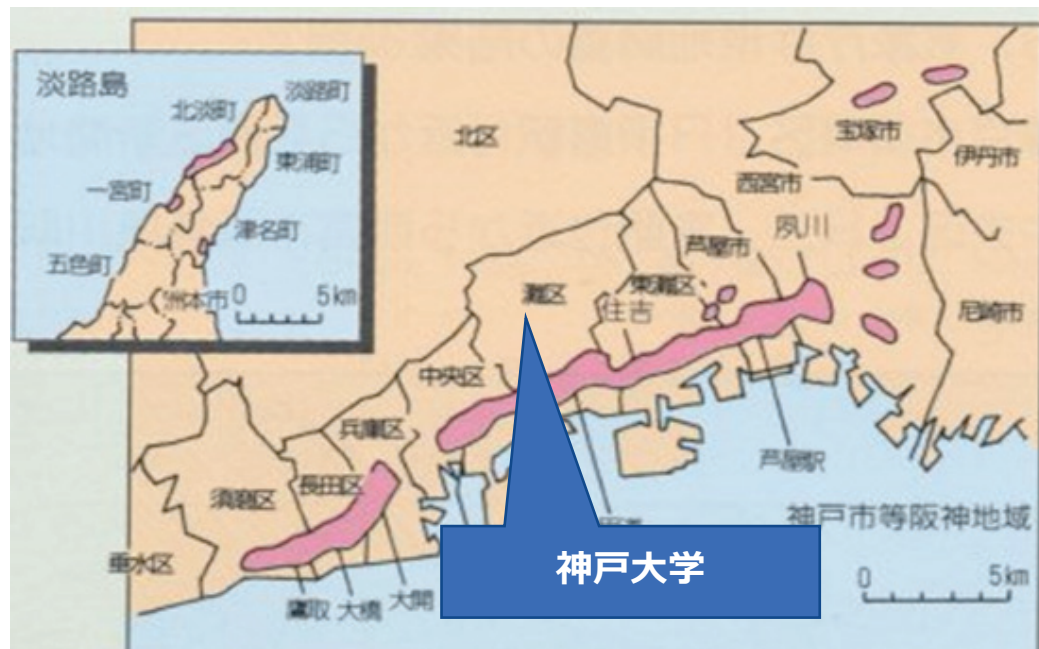 淡路島
淡路町
北淡町
東浦町
一宮町
津名町
五色町
洲本市
0 5km
北区
宝塚市
伊丹市
西宮市
夙川
芦屋市
東灘区
灘区
住吉
尼崎市
中央区
兵庫区
芦屋駅
長田区
須磨区
神戸市等阪神地域
垂水区
神戸大学
0 5km
鷹取 大橋 大開